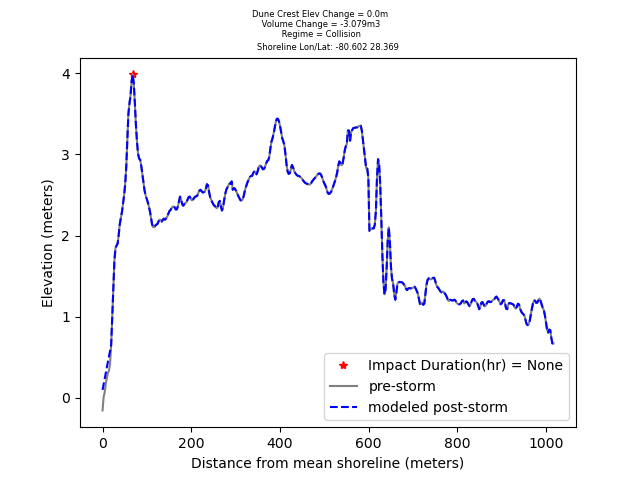 Dune Crest Elev Change = 0.0m
Volume Change = -3.079m3
Regime = Collision
Shoreline Lon/Lat: -80.602 28.369
4
3
2
1
0
Elevation (meters)
Impact Duration(hr) = None
pre-storm
modeled post-storm
0 200 400 600 800 1000
Distance from mean shoreline (meters)